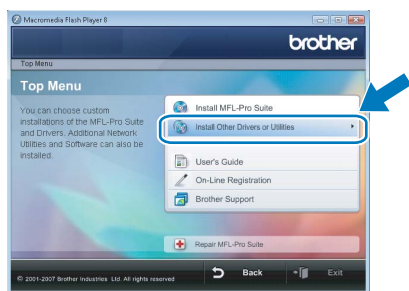 Macromedia Flash Player 8
brother
Top Menu
Top Menu
You can choose custom
installations of the MFL-Pro Suite
and Drivers. Additional Network
Utilities and Software can also be
installed.
Install MFL-Pro Suite
Install Other Drivers or Utilities
User's Guide
On-Line Registration
Brother Support
Repair MFL-Pro Suite
© 2001-2007 Brother Industries Ltd. All rights reserved
Back
Exit